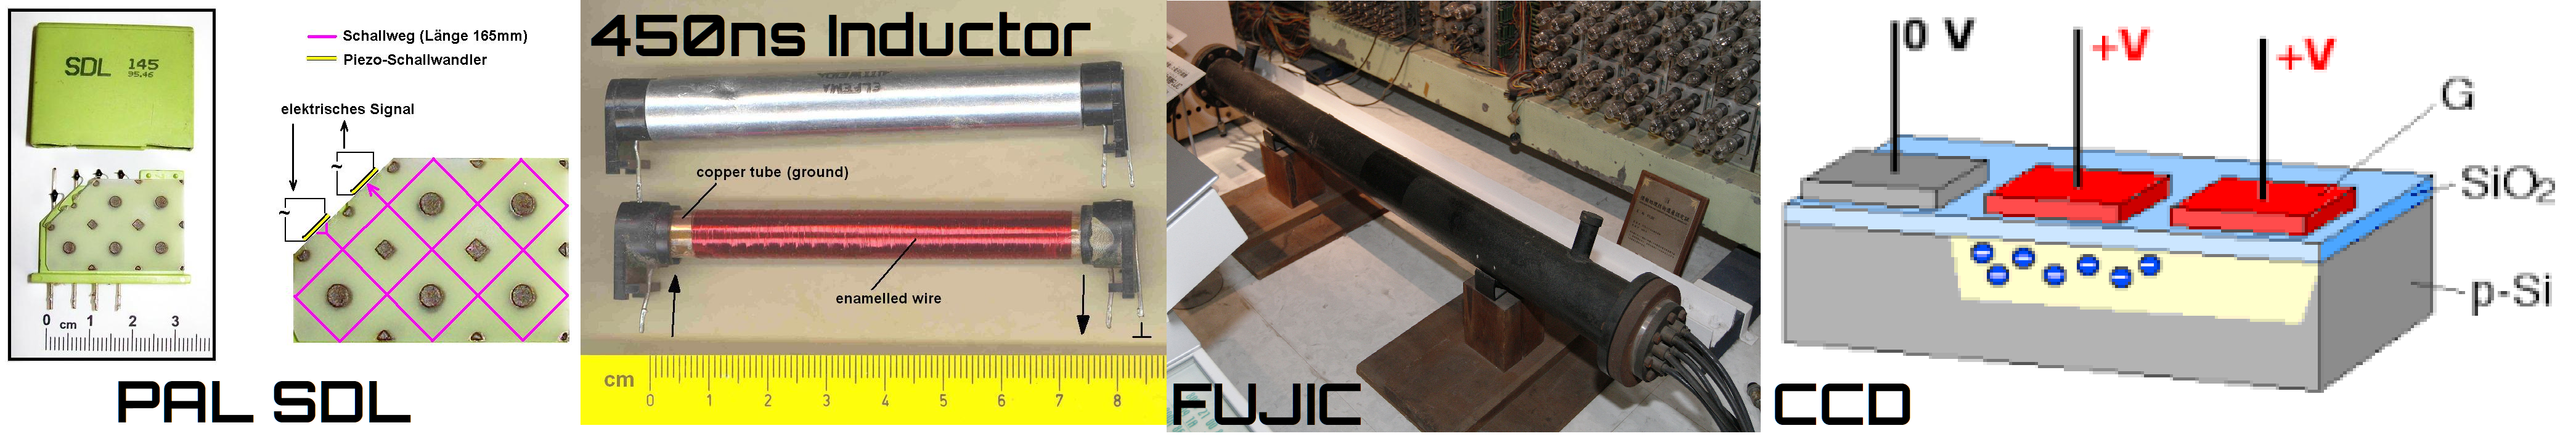 SDL 145
95.46
0 cm 1 2 3
Schallweg (Länge 165mm)
Piezo-Schallwandler
elektrisches Signal
~
~
PAL SDL
450ns Inductor
ELFEMA
copper tube (ground)
enamelled wire
cm
0 1 2 3 4 5 6 7 8
FUJIC
0 V
+V
+V
G
SiO₂
p-Si
CCD